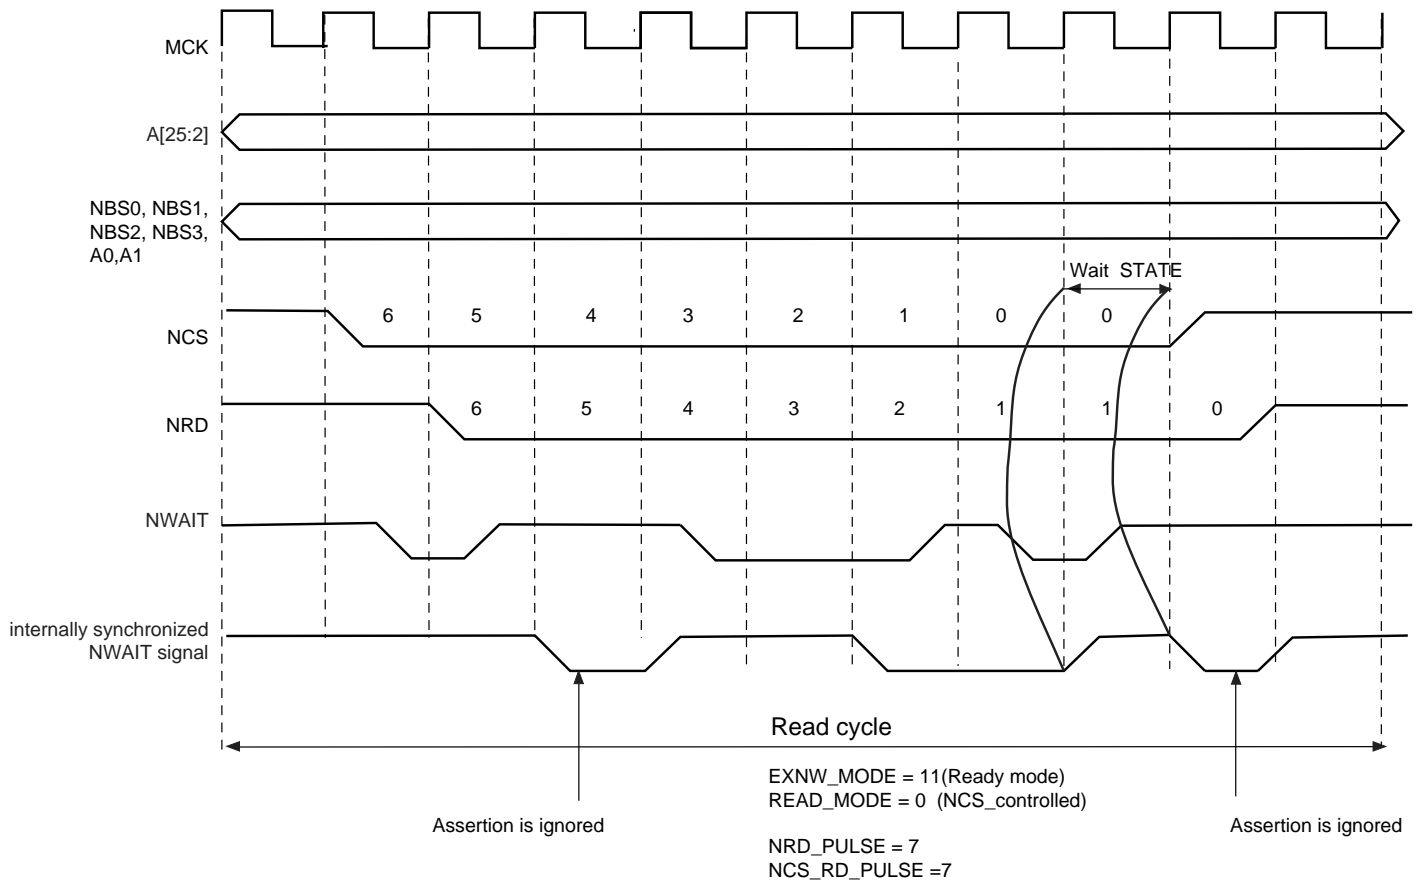 MCK
A[25:2]
NBS0, NBS1,
NBS2, NBS3,
A0,A1
Wait STATE
NCS
6 5 4 3 2 1 0 0
NRD
6 5 4 3 2 1 1 0
NWAIT
internally synchronized
NWAIT signal
Read cycle
EXNW_MODE = 11(Ready mode)
READ_MODE = 0 (NCS_controlled)
Assertion is ignored
Assertion is ignored
NRD_PULSE = 7
NCS_RD_PULSE =7